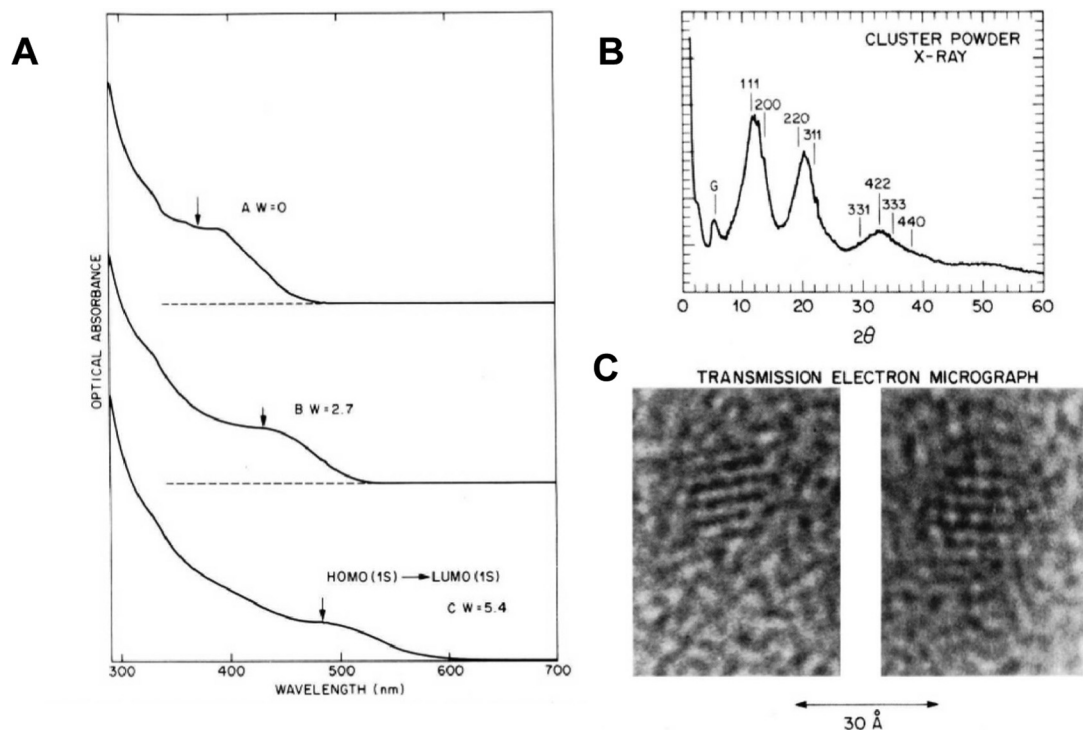 A
OPTICAL ABSORBANCE
A W=0
B W=2.7
HOMO (1S) → LUMO (1S)
C W=5.4
300 400 500 600 700
WAVELENGTH (nm)
B
CLUSTER POWDER
X-RAY
111
200
220
311
G
422
331
333
440
0 10 20 30 40 50 60
2θ
C
TRANSMISSION ELECTRON MICROGRAPH
30 Å